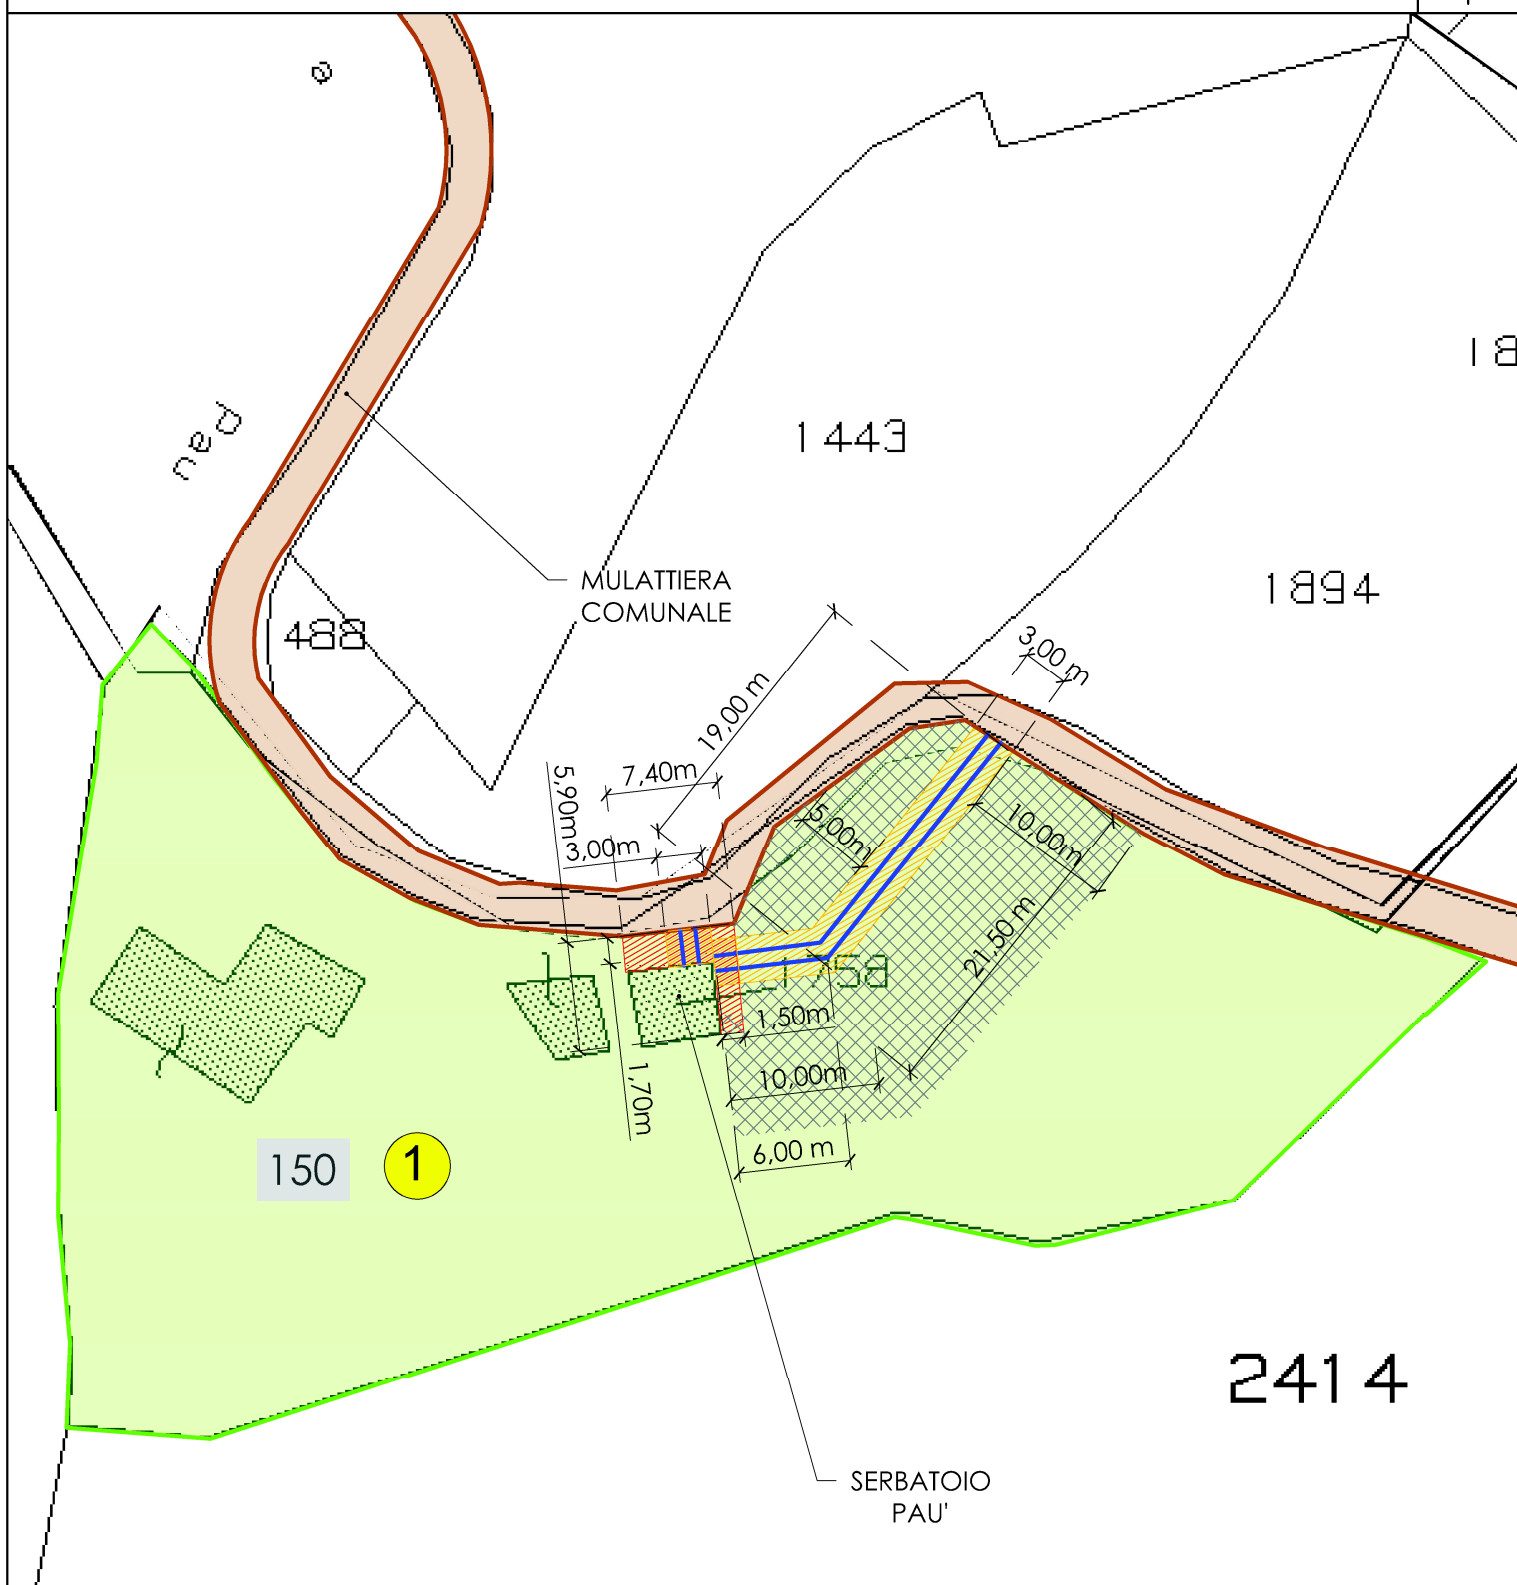 e
Pau
1443
18
1894
488
MULATTIERA
COMUNALE
3,00 m
19,00 m
7,40m
5,90m
3,00m
5,00m
10,00m
21,50 m
1,50m
10,00m
1,70m
6,00 m
150
1
2414
SERBATOIO
PAU'